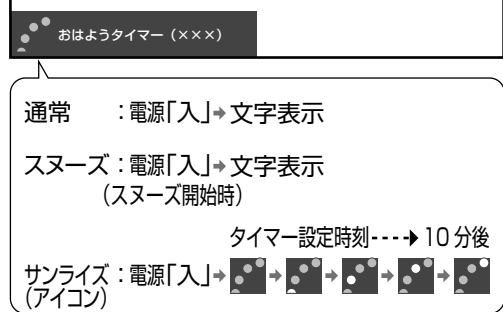 おはようタイマー（×××）
通常　　：電源「入」➔文字表示
スヌーズ：電源「入」➔文字表示
（スヌーズ開始時）
タイマー設定時刻----➔10分後
サンライズ：電源「入」➔ ➔ ➔ ➔ ➔
（アイコン）